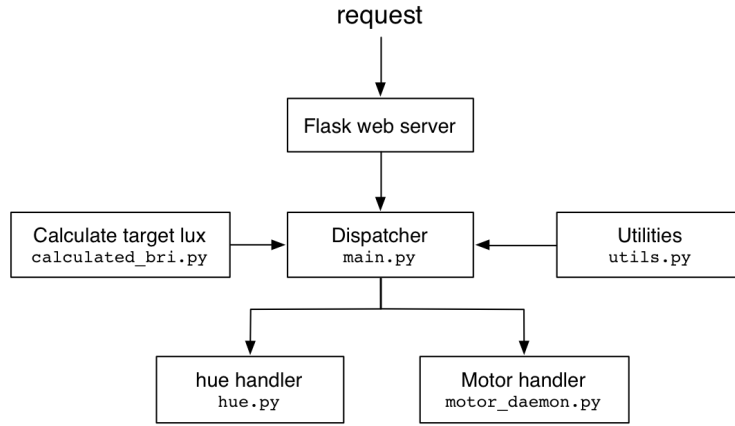 request
Flask web server
Calculate target lux
calculated_bri.py
Dispatcher
main.py
Utilities
utils.py
hue handler
hue.py
Motor handler
motor_daemon.py